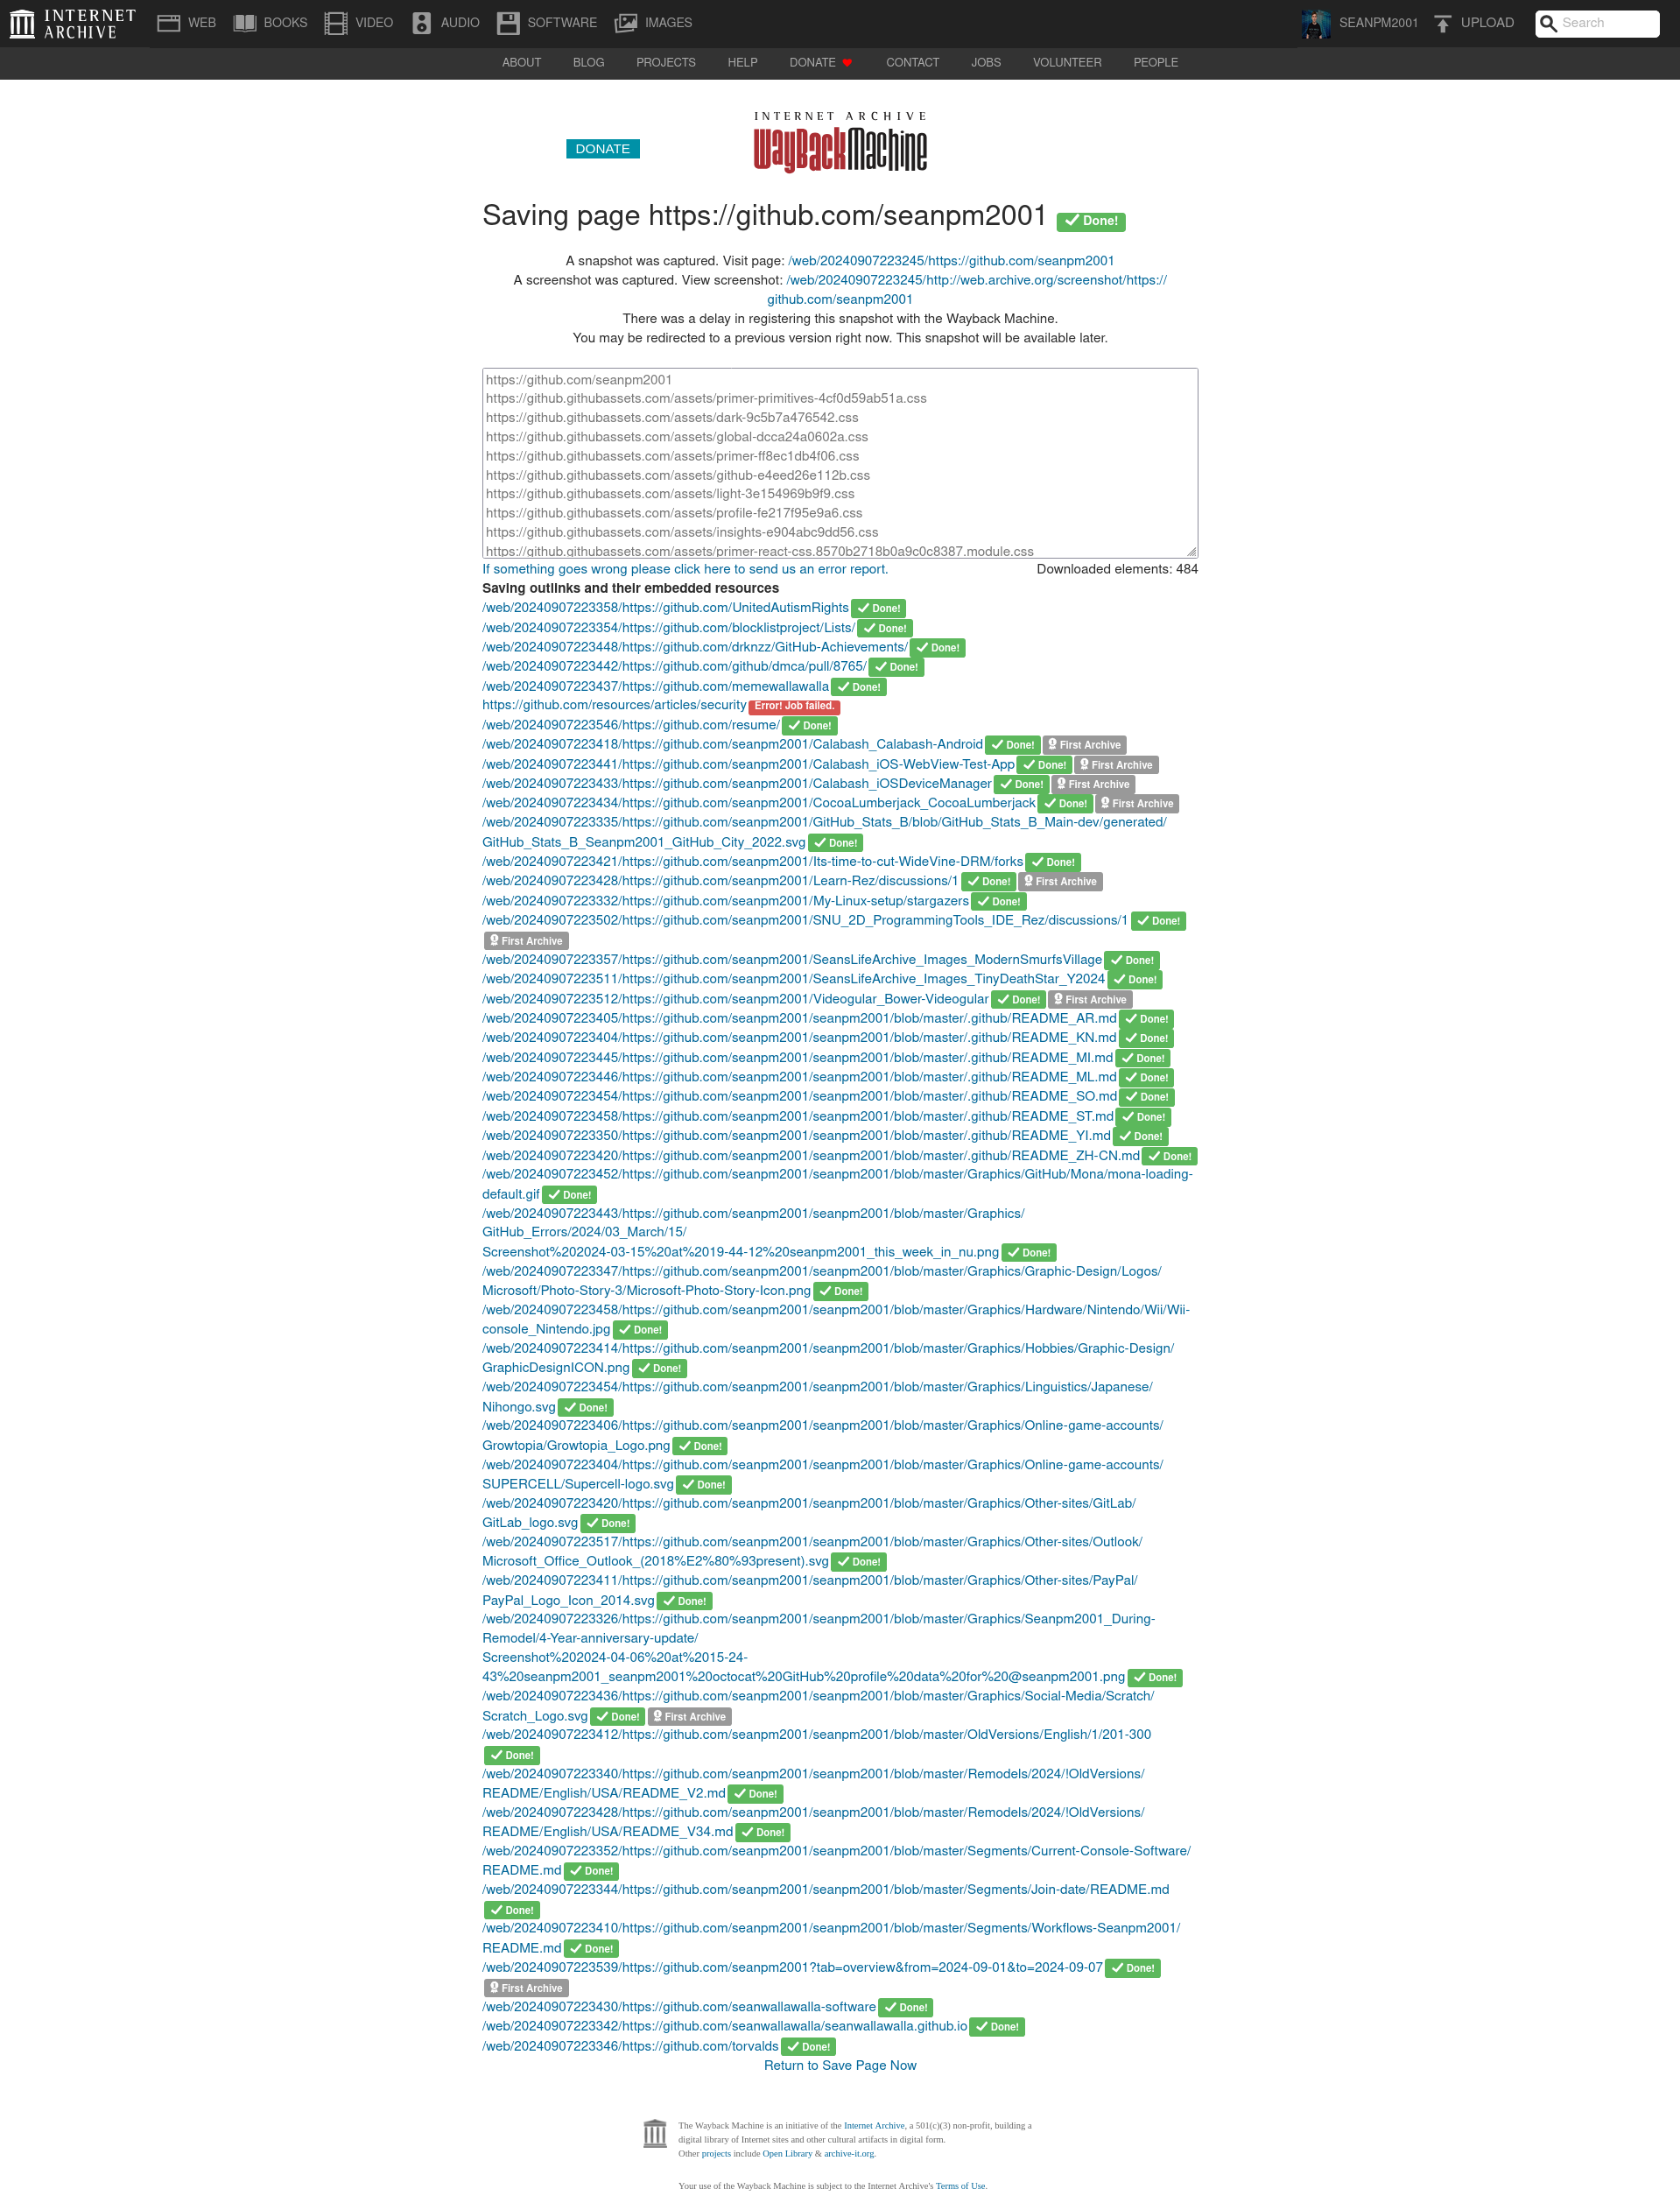 INTERNET ARCHIVE
WEB BOOKS VIDEO AUDIO SOFTWARE IMAGES SEANPM2001 UPLOAD Search
ABOUT BLOG PROJECTS HELP DONATE CONTACT JOBS VOLUNTEER PEOPLE
INTERNET ARCHIVE
DONATE WayBackMachine
Saving page https://github.com/seanpm2001 Done!
A snapshot was captured. Visit page: /web/20240907223245/https://github.com/seanpm2001
A screenshot was captured. View screenshot: /web/20240907223245/http://web.archive.org/screenshot/https://
github.com/seanpm2001
There was a delay in registering this snapshot with the Wayback Machine.
You may be redirected to a previous version right now. This snapshot will be available later.
https://github.com/seanpm2001
https://github.githubassets.com/assets/primer-primitives-4cf0d59ab51a.css
https://github.githubassets.com/assets/dark-9c5b7a476542.css
https://github.githubassets.com/assets/global-dcca24a0602a.css
https://github.githubassets.com/assets/primer-ff8ec1db4f06.css
https://github.githubassets.com/assets/github-e4eed26e112b.css
https://github.githubassets.com/assets/light-3e154969b9f9.css
https://github.githubassets.com/assets/profile-fe217f95e9a6.css
https://github.githubassets.com/assets/insights-e904abc9dd56.css
https://github.githubassets.com/assets/primer-react-css.8570b2718b0a9c0c8387.module.css
If something goes wrong please click here to send us an error report. Downloaded elements: 484
Saving outlinks and their embedded resources
/web/20240907223358/https://github.com/UnitedAutismRights Done!
/web/20240907223354/https://github.com/blocklistproject/Lists/ Done!
/web/20240907223448/https://github.com/drknzz/GitHub-Achievements/ Done!
/web/20240907223442/https://github.com/github/dmca/pull/8765/ Done!
/web/20240907223437/https://github.com/memewallawalla Done!
https://github.com/resources/articles/security Error! Job failed.
/web/20240907223546/https://github.com/resume/ Done!
/web/20240907223418/https://github.com/seanpm2001/Calabash_Calabash-Android Done! First Archive
/web/20240907223441/https://github.com/seanpm2001/Calabash_iOS-WebView-Test-App Done! First Archive
/web/20240907223433/https://github.com/seanpm2001/Calabash_iOSDeviceManager Done! First Archive
/web/20240907223434/https://github.com/seanpm2001/CocoaLumberjack_CocoaLumberjack Done! First Archive
/web/20240907223335/https://github.com/seanpm2001/GitHub_Stats_B/blob/GitHub_Stats_B_Main-dev/generated/
GitHub_Stats_B_Seanpm2001_GitHub_City_2022.svg Done!
/web/20240907223421/https://github.com/seanpm2001/Its-time-to-cut-WideVine-DRM/forks Done!
/web/20240907223428/https://github.com/seanpm2001/Learn-Rez/discussions/1 Done! First Archive
/web/20240907223332/https://github.com/seanpm2001/My-Linux-setup/stargazers Done!
/web/20240907223502/https://github.com/seanpm2001/SNU_2D_ProgrammingTools_IDE_Rez/discussions/1 Done!
First Archive
/web/20240907223357/https://github.com/seanpm2001/SeansLifeArchive_Images_ModernSmurfsVillage Done!
/web/20240907223511/https://github.com/seanpm2001/SeansLifeArchive_Images_TinyDeathStar_Y2024 Done!
/web/20240907223512/https://github.com/seanpm2001/Videogular_Bower-Videogular Done! First Archive
/web/20240907223405/https://github.com/seanpm2001/seanpm2001/blob/master/.github/README_AR.md Done!
/web/20240907223404/https://github.com/seanpm2001/seanpm2001/blob/master/.github/README_KN.md Done!
/web/20240907223445/https://github.com/seanpm2001/seanpm2001/blob/master/.github/README_MI.md Done!
/web/20240907223446/https://github.com/seanpm2001/seanpm2001/blob/master/.github/README_ML.md Done!
/web/20240907223454/https://github.com/seanpm2001/seanpm2001/blob/master/.github/README_SO.md Done!
/web/20240907223458/https://github.com/seanpm2001/seanpm2001/blob/master/.github/README_ST.md Done!
/web/20240907223350/https://github.com/seanpm2001/seanpm2001/blob/master/.github/README_YI.md Done!
/web/20240907223420/https://github.com/seanpm2001/seanpm2001/blob/master/.github/README_ZH-CN.md Done!
/web/20240907223452/https://github.com/seanpm2001/seanpm2001/blob/master/Graphics/GitHub/Mona/mona-loading-
default.gif Done!
/web/20240907223443/https://github.com/seanpm2001/seanpm2001/blob/master/Graphics/
GitHub_Errors/2024/03_March/15/
Screenshot%202024-03-15%20at%2019-44-12%20seanpm2001_this_week_in_nu.png Done!
/web/20240907223347/https://github.com/seanpm2001/seanpm2001/blob/master/Graphics/Graphic-Design/Logos/
Microsoft/Photo-Story-3/Microsoft-Photo-Story-Icon.png Done!
/web/20240907223458/https://github.com/seanpm2001/seanpm2001/blob/master/Graphics/Hardware/Nintendo/Wii/Wii-
console_Nintendo.jpg Done!
/web/20240907223414/https://github.com/seanpm2001/seanpm2001/blob/master/Graphics/Hobbies/Graphic-Design/
GraphicDesignICON.png Done!
/web/20240907223454/https://github.com/seanpm2001/seanpm2001/blob/master/Graphics/Linguistics/Japanese/
Nihongo.svg Done!
/web/20240907223406/https://github.com/seanpm2001/seanpm2001/blob/master/Graphics/Online-game-accounts/
Growtopia/Growtopia_Logo.png Done!
/web/20240907223404/https://github.com/seanpm2001/seanpm2001/blob/master/Graphics/Online-game-accounts/
SUPERCELL/Supercell-logo.svg Done!
/web/20240907223420/https://github.com/seanpm2001/seanpm2001/blob/master/Graphics/Other-sites/GitLab/
GitLab_logo.svg Done!
/web/20240907223517/https://github.com/seanpm2001/seanpm2001/blob/master/Graphics/Other-sites/Outlook/
Microsoft_Office_Outlook_(2018%E2%80%93present).svg Done!
/web/20240907223411/https://github.com/seanpm2001/seanpm2001/blob/master/Graphics/Other-sites/PayPal/
PayPal_Logo_Icon_2014.svg Done!
/web/20240907223326/https://github.com/seanpm2001/seanpm2001/blob/master/Graphics/Seanpm2001_During-
Remodel/4-Year-anniversary-update/
Screenshot%202024-04-06%20at%2015-24-
43%20seanpm2001_seanpm2001%20octocat%20GitHub%20profile%20data%20for%20@seanpm2001.png Done!
/web/20240907223436/https://github.com/seanpm2001/seanpm2001/blob/master/Graphics/Social-Media/Scratch/
Scratch_Logo.svg Done! First Archive
/web/20240907223412/https://github.com/seanpm2001/seanpm2001/blob/master/OldVersions/English/1/201-300
Done!
/web/20240907223340/https://github.com/seanpm2001/seanpm2001/blob/master/Remodels/2024/!OldVersions/
README/English/USA/README_V2.md Done!
/web/20240907223428/https://github.com/seanpm2001/seanpm2001/blob/master/Remodels/2024/!OldVersions/
README/English/USA/README_V34.md Done!
/web/20240907223352/https://github.com/seanpm2001/seanpm2001/blob/master/Segments/Current-Console-Software/
README.md Done!
/web/20240907223344/https://github.com/seanpm2001/seanpm2001/blob/master/Segments/Join-date/README.md
Done!
/web/20240907223410/https://github.com/seanpm2001/seanpm2001/blob/master/Segments/Workflows-Seanpm2001/
README.md Done!
/web/20240907223539/https://github.com/seanpm2001?tab=overview&from=2024-09-01&to=2024-09-07 Done!
First Archive
/web/20240907223430/https://github.com/seanwallawalla-software Done!
/web/20240907223342/https://github.com/seanwallawalla/seanwallawalla.github.io Done!
/web/20240907223346/https://github.com/torvalds Done!
Return to Save Page Now
The Wayback Machine is an initiative of the Internet Archive, a 501(c)(3) non-profit, building a
digital library of Internet sites and other cultural artifacts in digital form.
Other projects include Open Library & archive-it.org.
Your use of the Wayback Machine is subject to the Internet Archive's Terms of Use.